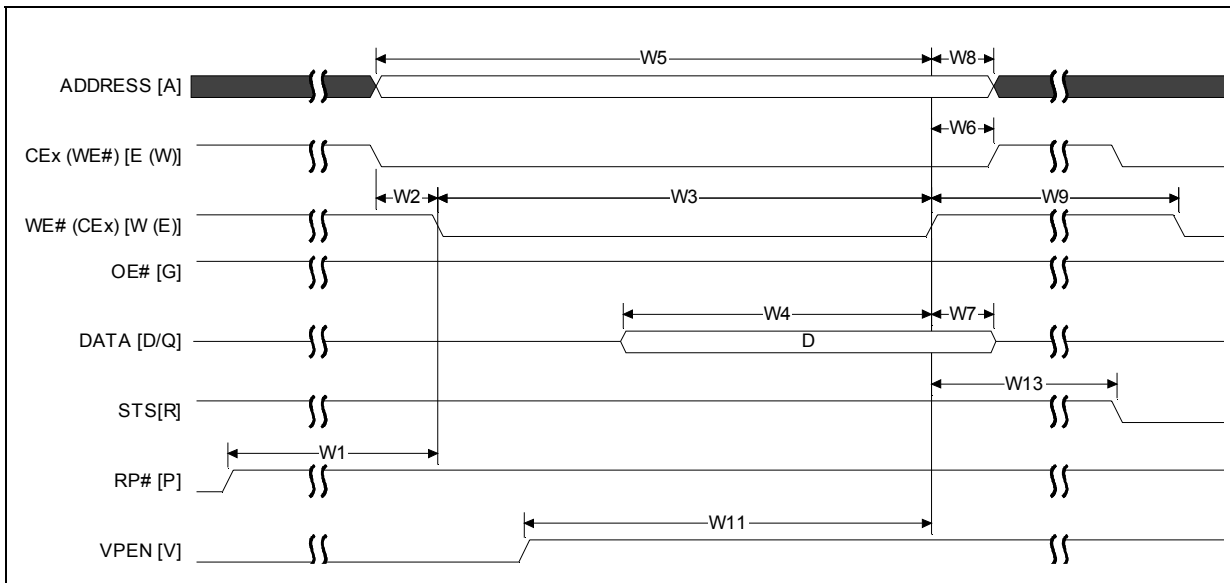 W5
W8
ADDRESS [A]
W6
CEx (WE#) [E (W)]
W2
W3
W9
WE# (CEx) [W (E)]
OE# [G]
W4
W7
DATA [D/Q]
D
W13
STS[R]
W1
RP# [P]
W11
VPEN [V]